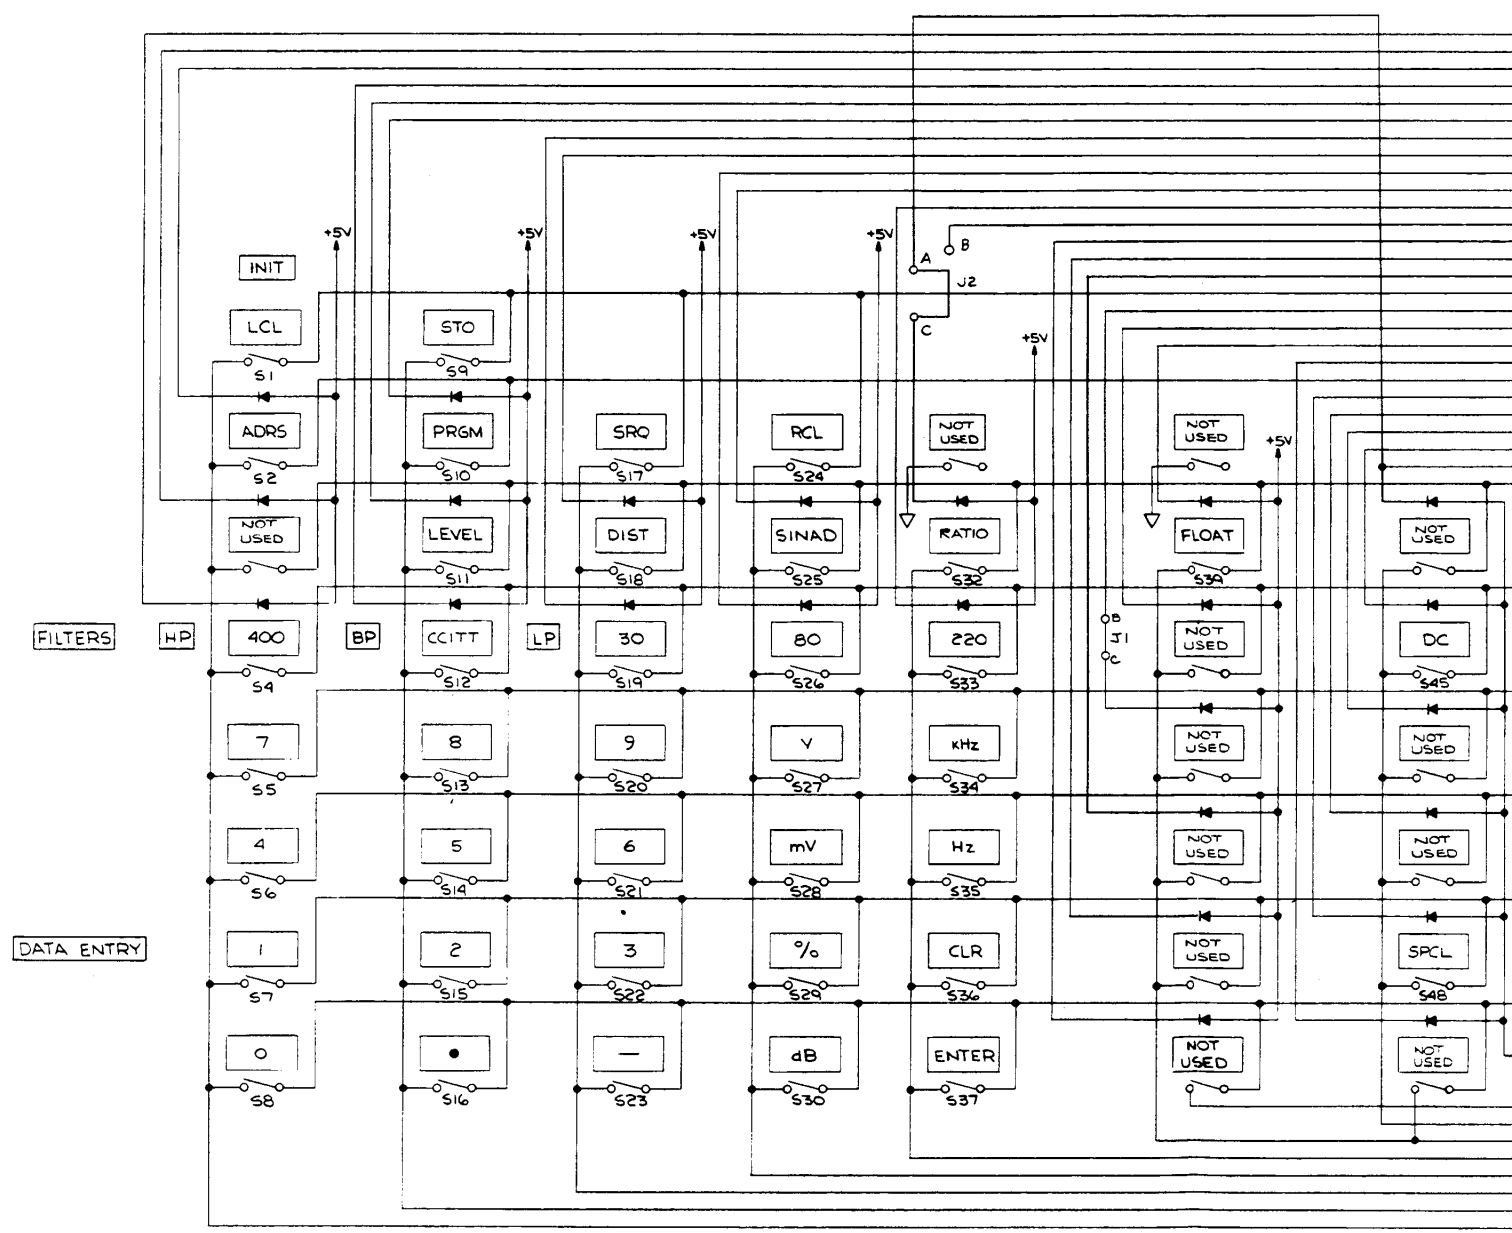 +5V +5V +5V +5V
INIT
A B
J2
C
LCL STO
+5V
S1 S9
ADRS PRGM SRQ RCL NOT USED NOT USED
+5V
S2 S10 S17 S24
NOT USED LEVEL DIST SINAD RATIO FLOAT NOT USED
S11 S18 S25 S32 S39
FILTERS HP 400 BP CCITT LP 30 80 220 B J1 C NOT USED DC
S4 S12 S19 S26 S33 S45
7 8 9 V kHz NOT USED NOT USED
S5 S13 S20 S27 S34
4 5 6 mV Hz NOT USED NOT USED
S6 S14 S21 S28 S35
DATA ENTRY 1 2 3 % CLR NOT USED SPCL
S7 S15 S22 S29 S36 S48
0 • — dB ENTER NOT USED NOT USED
S8 S16 S23 S30 S37